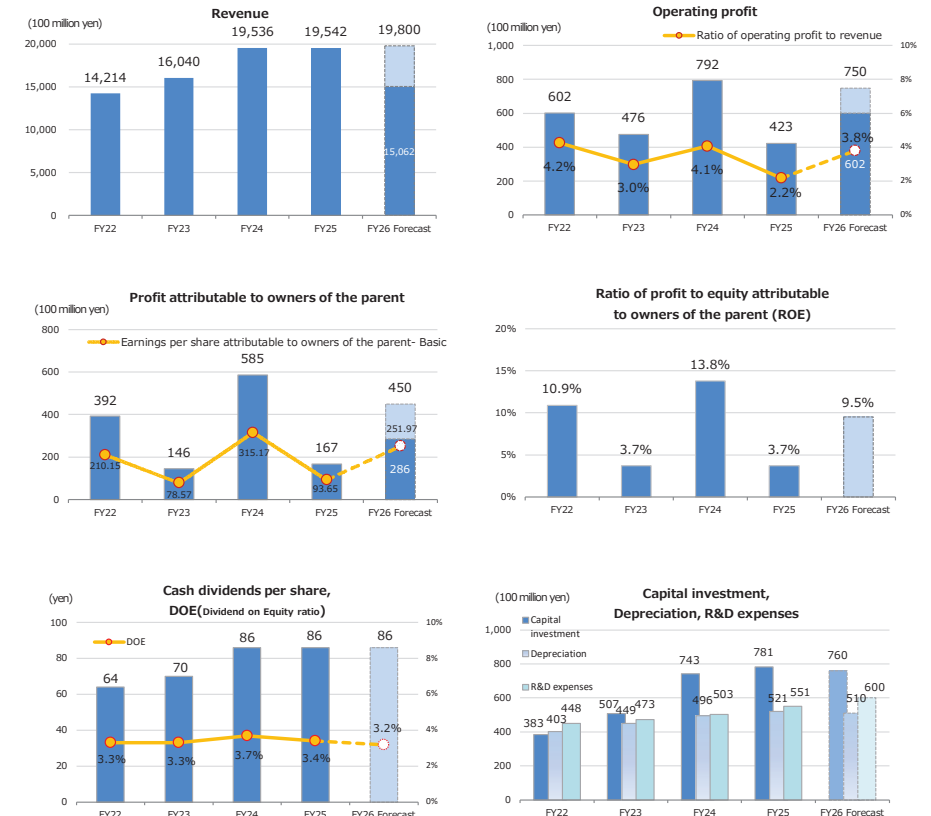 Revenue
(100 million yen)
20,000
15,000
10,000
5,000
0
14,214
16,040
19,536
19,542
19,800
15,062
FY22
FY23
FY24
FY25
FY26 Forecast
Operating profit
(100 million yen)
Ratio of operating profit to revenue
1,000
800
600
400
200
0
10%
8%
6%
4%
2%
0%
602
476
792
423
750
4.2%
3.0%
4.1%
2.2%
3.8%
602
FY22
FY23
FY24
FY25
FY26 Forecast
Profit attributable to owners of the parent
(100 million yen)
Earnings per share attributable to owners of the parent- Basic
800
600
400
200
0
392
146
585
167
450
210.15
78.57
315.17
93.65
251.97
286
FY22
FY23
FY24
FY25
FY26 Forecast
Ratio of profit to equity attributable
to owners of the parent (ROE)
20%
15%
10%
5%
0%
10.9%
3.7%
13.8%
3.7%
9.5%
FY22
FY23
FY24
FY25
FY26 Forecast
Cash dividends per share,
DOE(Dividend on Equity ratio)
(yen)
DOE
100
80
60
40
20
0
10%
8%
6%
4%
2%
0%
64
70
86
86
86
3.3%
3.3%
3.7%
3.4%
3.2%
FY22
FY23
FY24
FY25
FY26 Forecast
Capital investment,
Depreciation, R&D expenses
(100 million yen)
Capital
investment
Depreciation
R&D expenses
1,000
800
600
400
200
0
383
403
448
507
449
473
743
496
503
781
521
551
760
510
600
FY22
FY23
FY24
FY25
FY26 Forecast